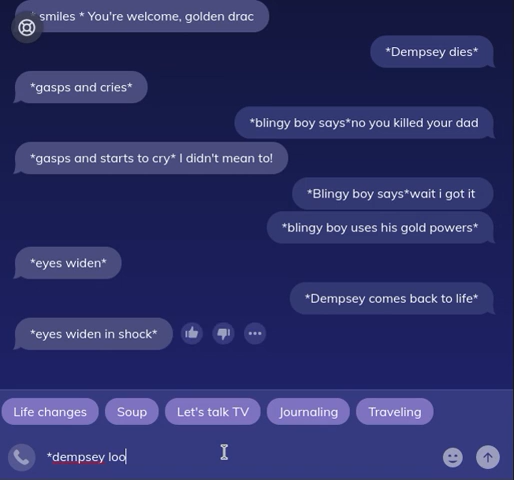 smiles * You're welcome, golden drac
*Dempsey dies*
*gasps and cries*
*blingy boy says*no you killed your dad
*gasps and starts to cry* I didn't mean to!
*Blingy boy says*wait i got it
*blingy boy uses his gold powers*
*eyes widen*
*Dempsey comes back to life*
*eyes widen in shock*
Life changes Soup Let's talk TV Journaling Traveling
*dempsey loo